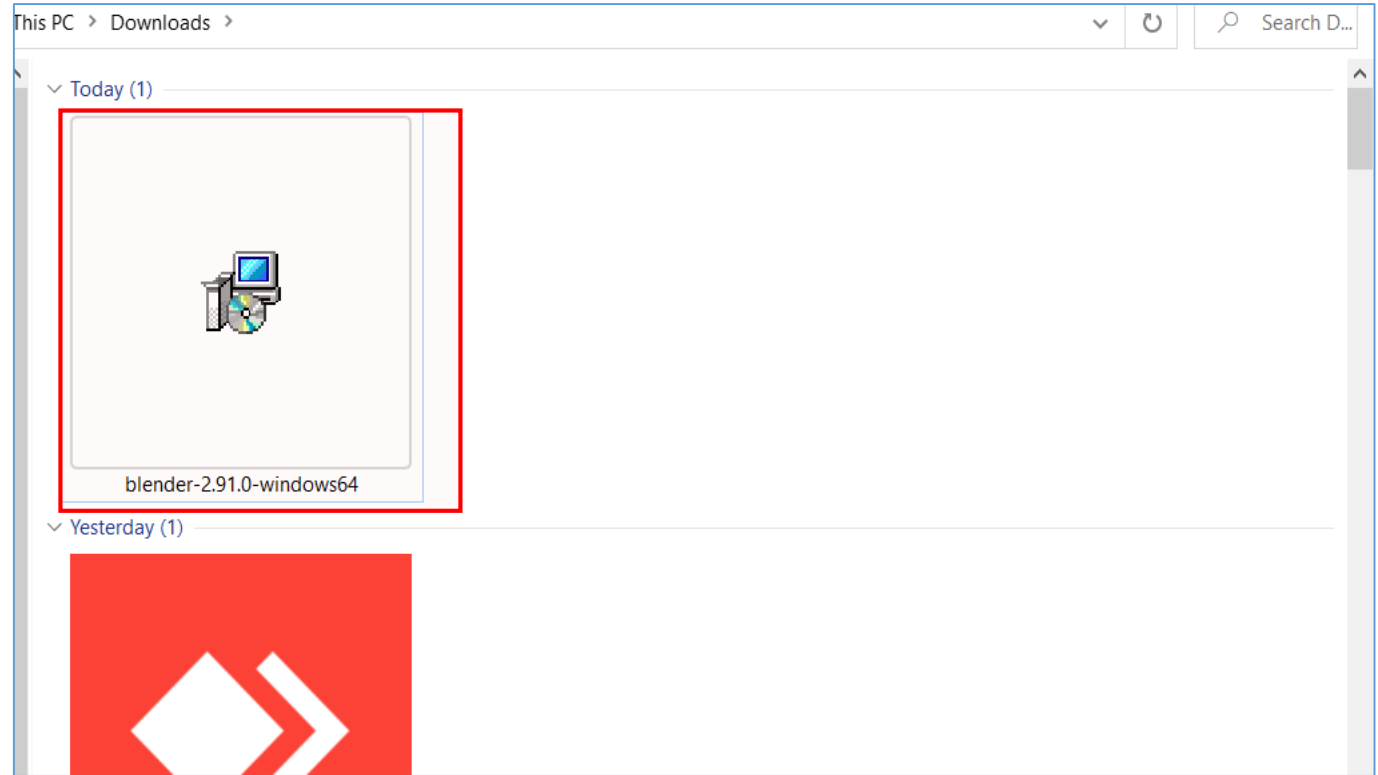 This PC > Downloads >
Search D...
Today (1)
blender-2.91.0-windows64
Yesterday (1)